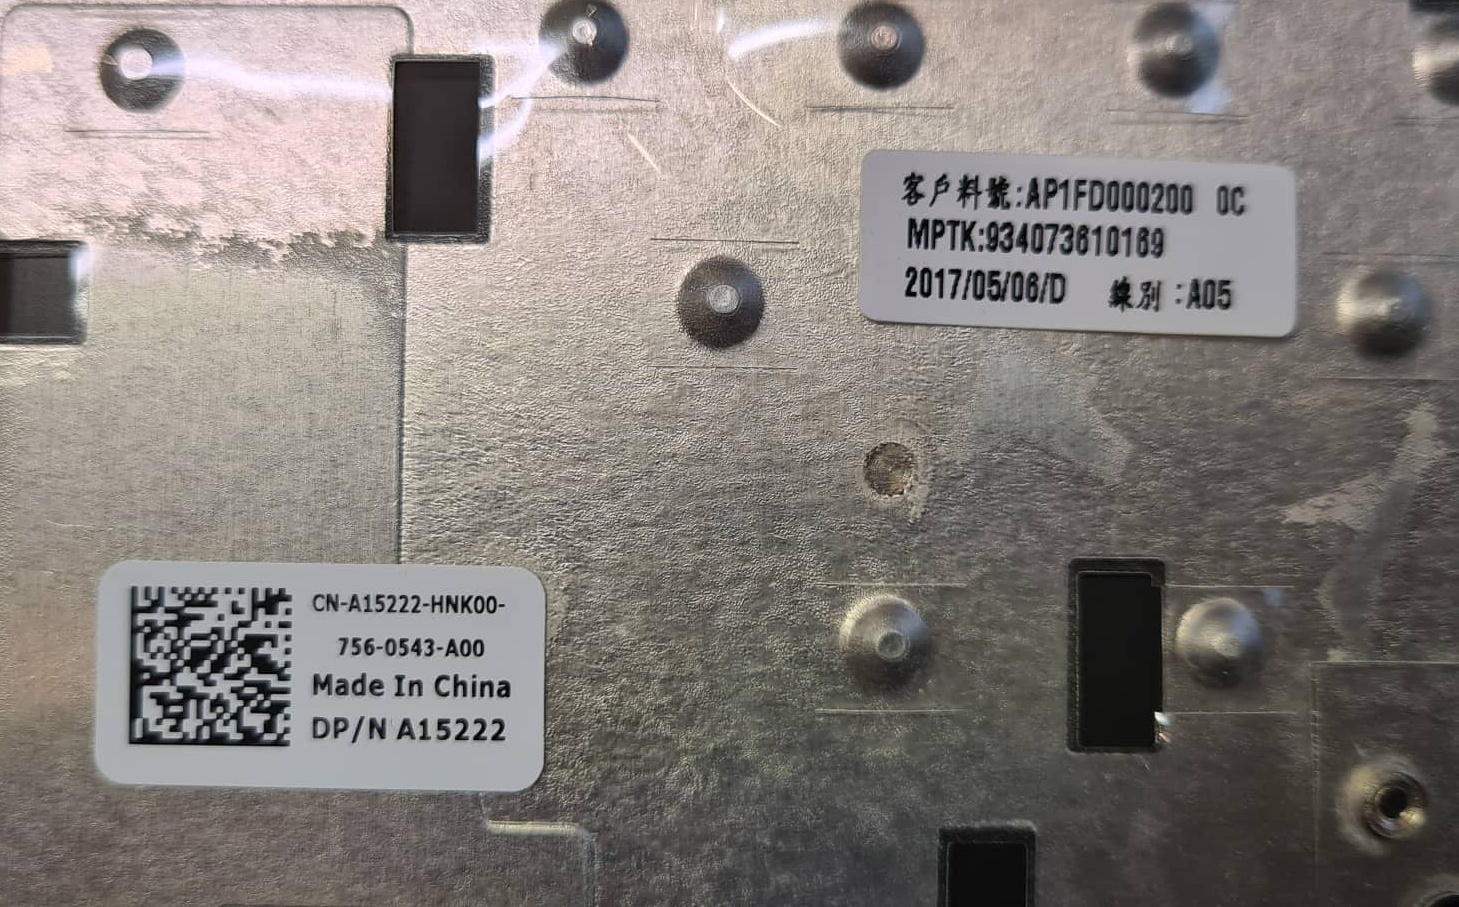 客戶料號:AP1FD000200 0C
MPTK:934073610169
2017/05/06/D 線別:A05
CN-A15222-HNK00-
756-0543-A00
Made In China
DP/N A15222